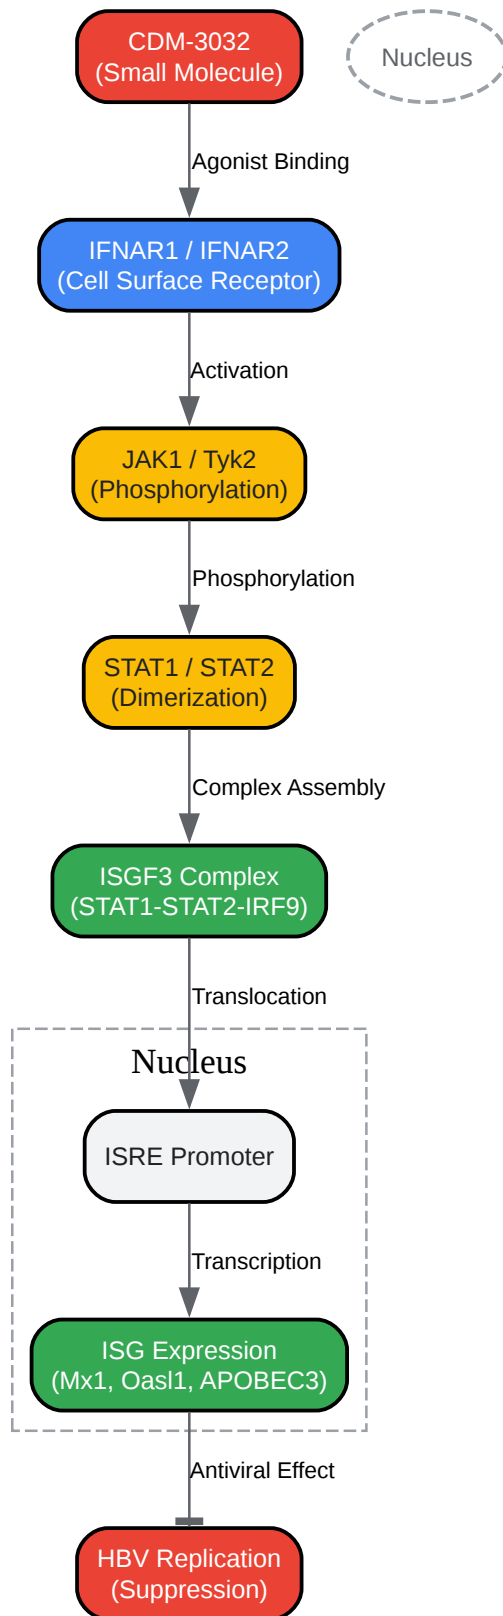 CDM-3032
(Small Molecule)
Nucleus
Agonist Binding
IFNAR1 / IFNAR2
(Cell Surface Receptor)
Activation
JAK1 / Tyk2
(Phosphorylation)
Phosphorylation
STAT1 / STAT2
(Dimerization)
Complex Assembly
ISGF3 Complex
(STAT1-STAT2-IRF9)
Translocation
Nucleus
ISRE Promoter
Transcription
ISG Expression
(Mx1, Oasl1, APOBEC3)
Antiviral Effect
HBV Replication
(Suppression)